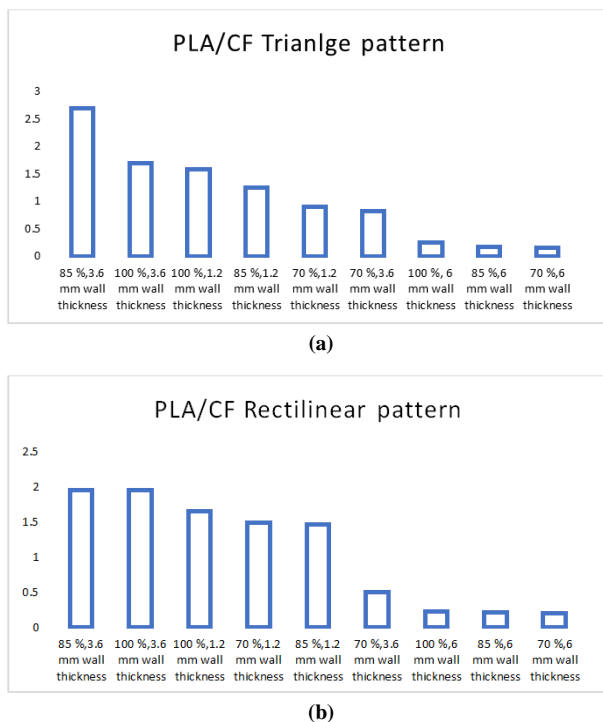 PLA/CF Trianlge pattern
3
2.5
2
1.5
1
0.5
0
85 %,3.6 100 %,3.6 100 %,1.2 85 %,1.2 70 %,1.2 70 %,3.6 100 %,6 85 %,6 70 %,6
mm wall mm wall mm wall mm wall mm wall mm wall mm wall mm wall mm wall
thickness thickness thickness thickness thickness thickness thickness thickness thickness
(a)
PLA/CF Rectilinear pattern
2.5
2
1.5
1
0.5
0
85 %,3.6 100 %,3.6 100 %,1.2 70 %,1.2 85 %,1.2 70 %,3.6 100 %,6 85 %,6 70 %,6
mm wall mm wall mm wall mm wall mm wall mm wall mm wall mm wall mm wall
thickness thickness thickness thickness thickness thickness thickness thickness thickness
(b)